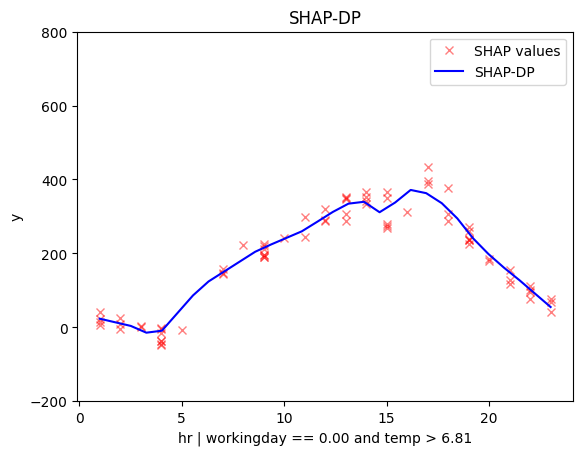 SHAP-DP
800
SHAP values
SHAP-DP
600
400
200
0
−200
y
0
5
10
15
20
hr | workingday == 0.00 and temp > 6.81